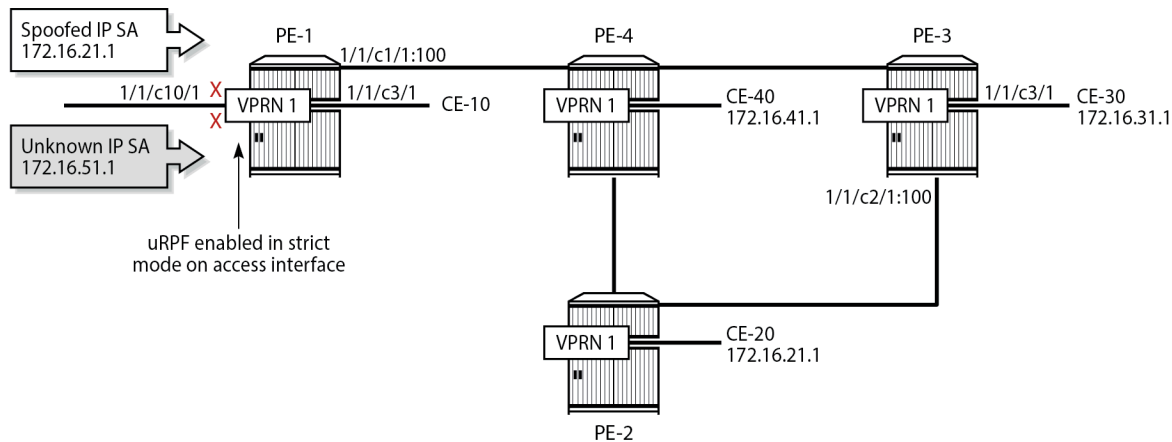 Spoofed IP SA
172.16.21.1
PE-1
PE-4
PE-3
1/1/c1/1:100
1/1/c10/1
X
X
VPRN 1
1/1/c3/1
CE-10
VPRN 1
CE-40
172.16.41.1
VPRN 1
1/1/c3/1
CE-30
172.16.31.1
Unknown IP SA
172.16.51.1
1/1/c2/1:100
uRPF enabled in strict
mode on access interface
VPRN 1
CE-20
172.16.21.1
PE-2